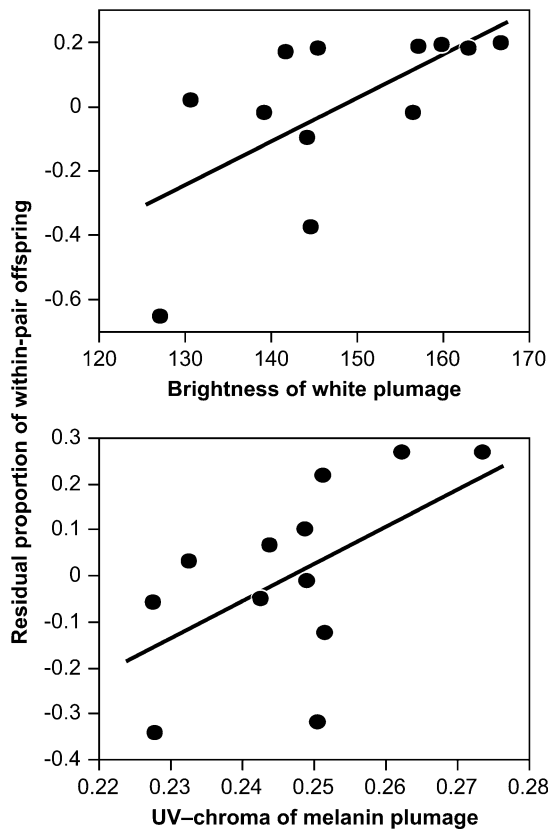 Residual proportion of within-pair offspring
0.2
0
-0.2
-0.4
-0.6
120 130 140 150 160 170
Brightness of white plumage
0.3
0.2
0.1
0
-0.1
-0.2
-0.3
-0.4
0.22 0.23 0.24 0.25 0.26 0.27 0.28
UV–chroma of melanin plumage